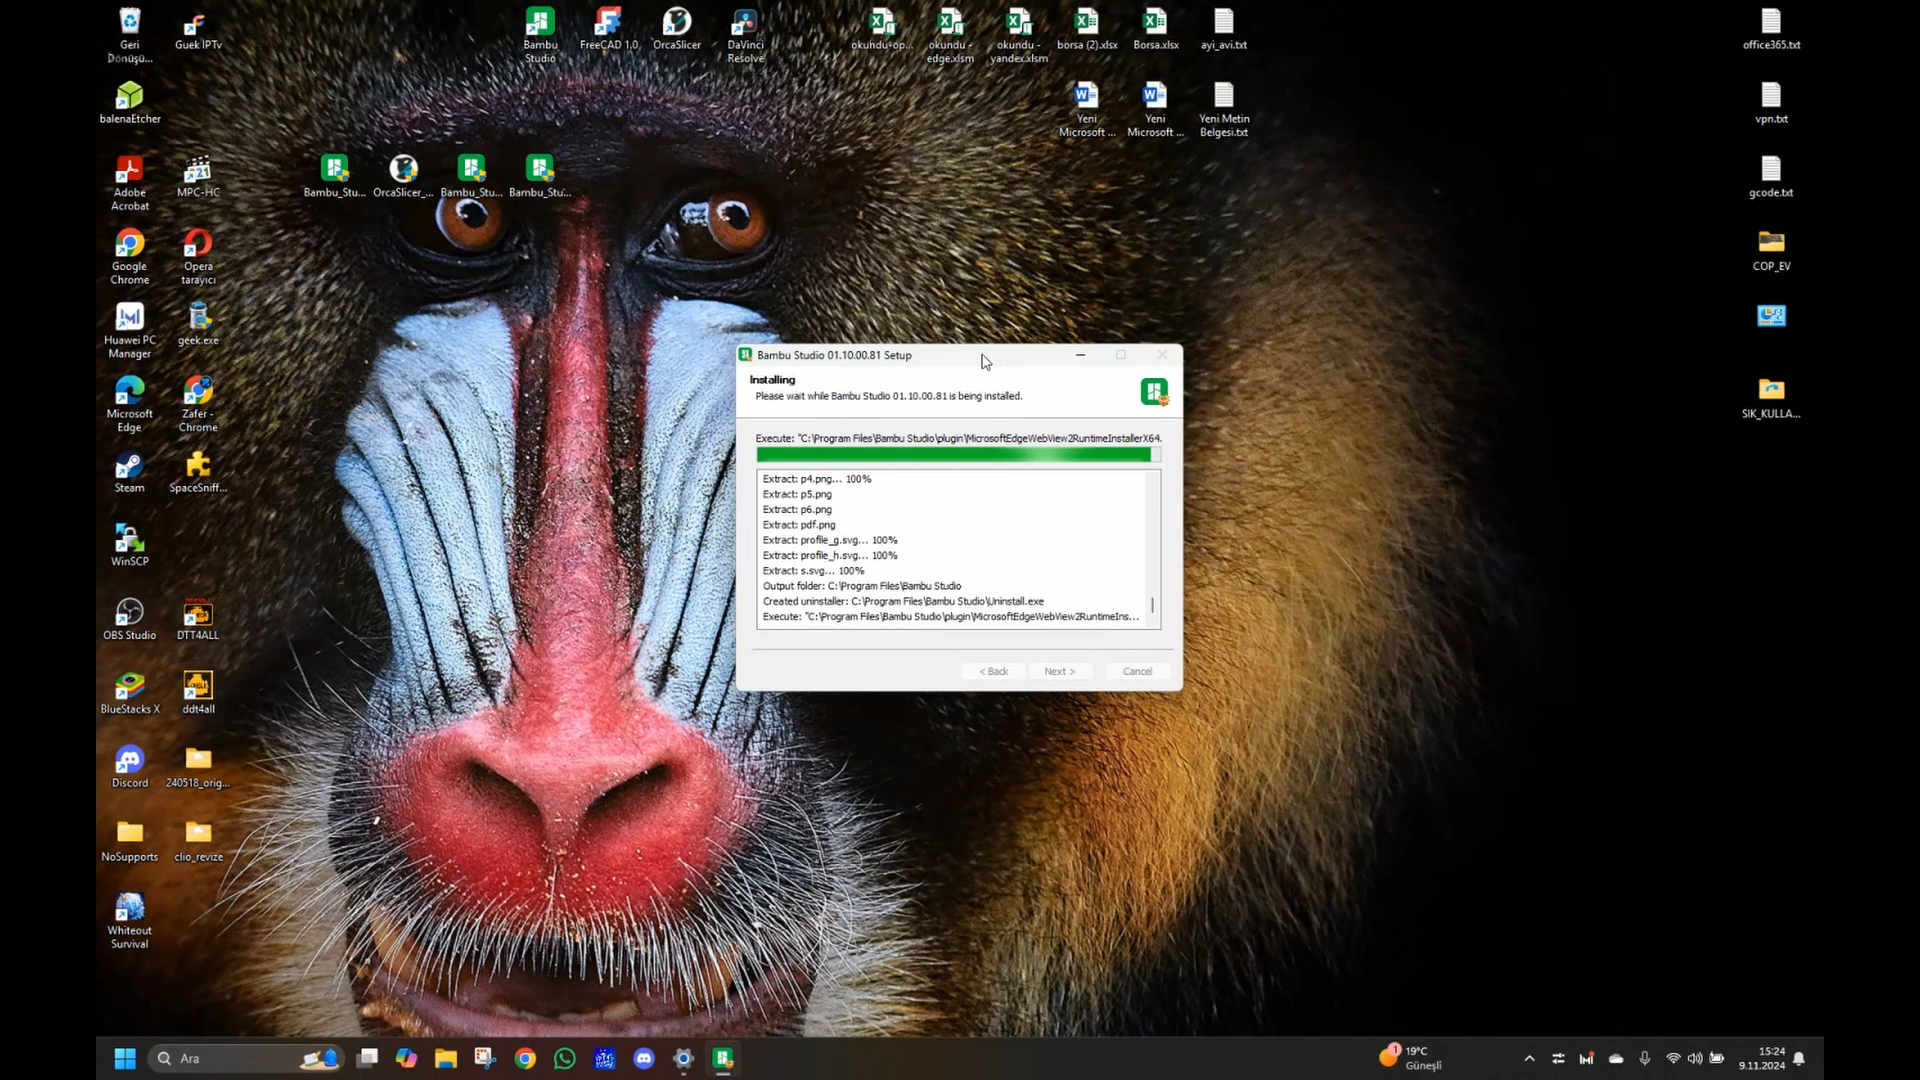 Geri
Dönüşü...
Guek İPTv
Bambu
Studio
FreeCAD 1.0
OrcaSlicer
DaVinci
Resolve
okundu-op...
okundu -
edge.xlsm
okundu -
yandex.xlsm
borsa (2).xlsx
Borsa.xlsx
ayi_avi.txt
office365.txt
balenaEtcher
Yeni
Microsoft ...
Yeni
Microsoft ...
Yeni Metin
Belgesi.txt
vpn.txt
Adobe
Acrobat
MPC-HC
Bambu_Stu...
OrcaSlicer_...
Bambu_Stu...
Bambu_Stu...
gcode.txt
Google
Chrome
Opera
tarayıcı
COP_EV
Huawei PC
Manager
geek.exe
Microsoft
Edge
Zafer -
Chrome
SIK_KULLA...
Steam
SpaceSniff...
WinSCP
OBS Studio
DTT4ALL
BlueStacks X
ddt4all
Discord
240518_orig...
NoSupports
clio_revize
Whiteout
Survival
Bambu Studio 01.10.00.81 Setup
Installing
Please wait while Bambu Studio 01.10.00.81 is being installed.
Execute: "C:\Program Files\Bambu Studio\plugin\MicrosoftEdgeWebView2RuntimeInstallerX64.
Extract: p4.png... 100%
Extract: p5.png
Extract: p6.png
Extract: pdf.png
Extract: profile_g.svg... 100%
Extract: profile_h.svg... 100%
Extract: s.svg... 100%
Output folder: C:\Program Files\Bambu Studio
Created uninstaller: C:\Program Files\Bambu Studio\Uninstall.exe
Execute: "C:\Program Files\Bambu Studio\plugin\MicrosoftEdgeWebView2RuntimeIns...
< Back
Next >
Cancel
Ara
1
19°C
Güneşli
15:24
9.11.2024